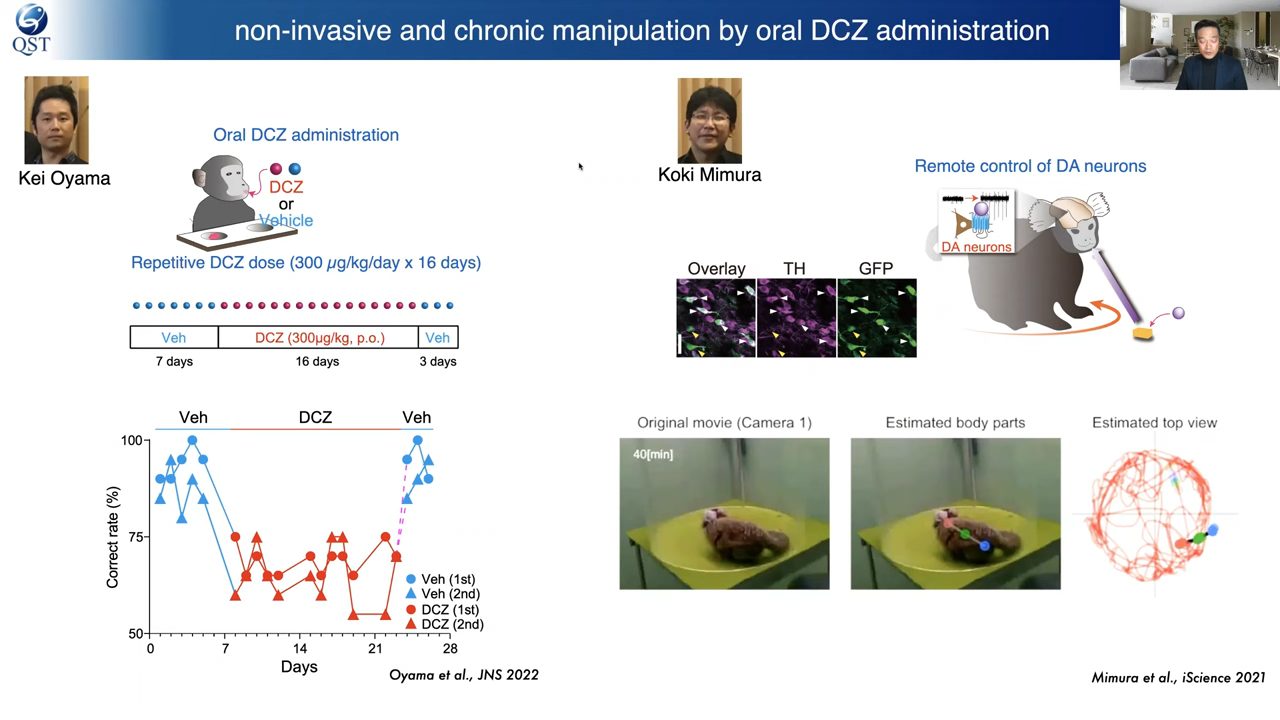 QST
non-invasive and chronic manipulation by oral DCZ administration
Kei Oyama
Oral DCZ administration
DCZ
or
Vehicle
Repetitive DCZ dose (300 µg/kg/day x 16 days)
Veh
DCZ (300µg/kg, p.o.)
Veh
7 days
16 days
3 days
Veh
DCZ
Veh
100
75
50
Correct rate (%)
0
7
14
21
28
Days
Veh (1st)
Veh (2nd)
DCZ (1st)
DCZ (2nd)
Oyama et al., JNS 2022
Koki Mimura
Remote control of DA neurons
DA neurons
Overlay
TH
GFP
Original movie (Camera 1)
Estimated body parts
Estimated top view
40[min]
Mimura et al., iScience 2021